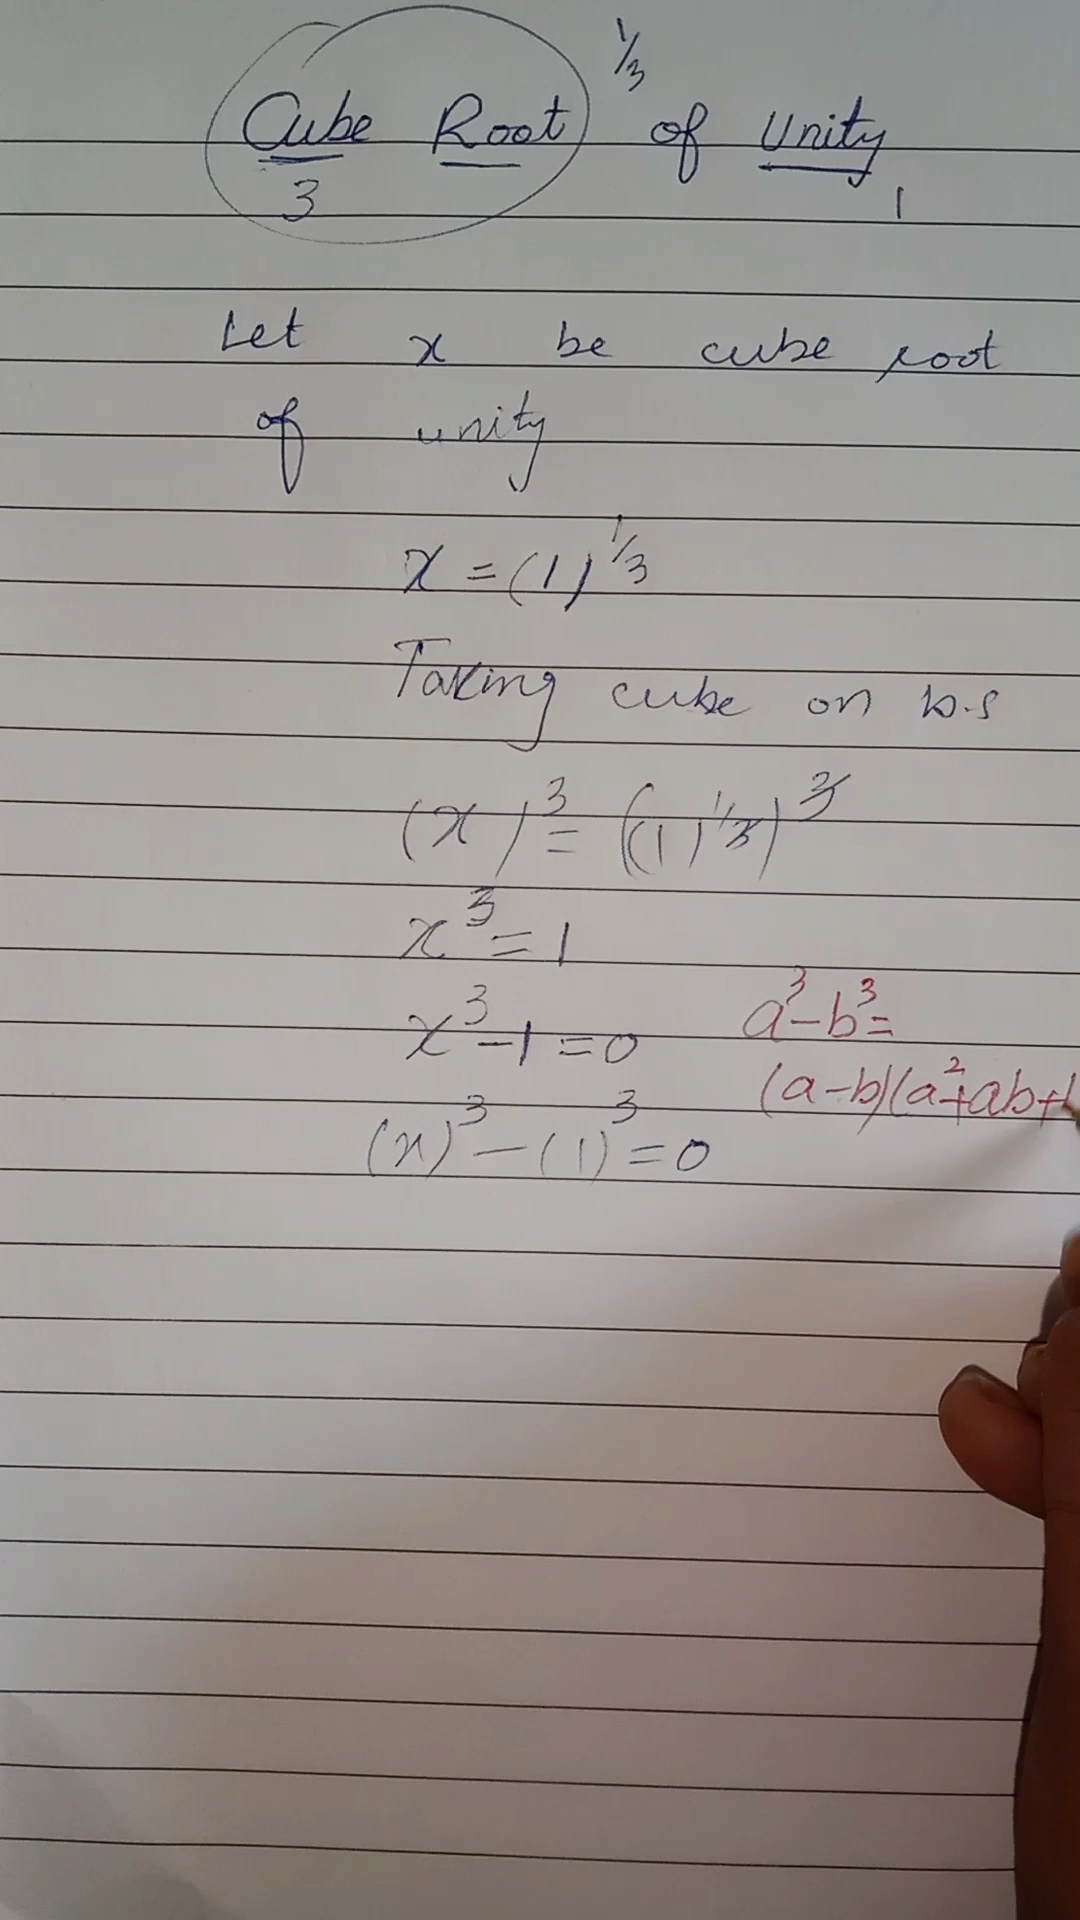 1/3
Cube Root of Unity
3 1
Let x be cube root
of unity
x = (1)^1/3
Taking cube on b.s
(x)^3 = ((1)^1/3)^3
x^3 = 1
x^3 - 1 = 0
a^3 - b^3 =
(a-b)(a^2+ab+
(x)^3 - (1)^3 = 0